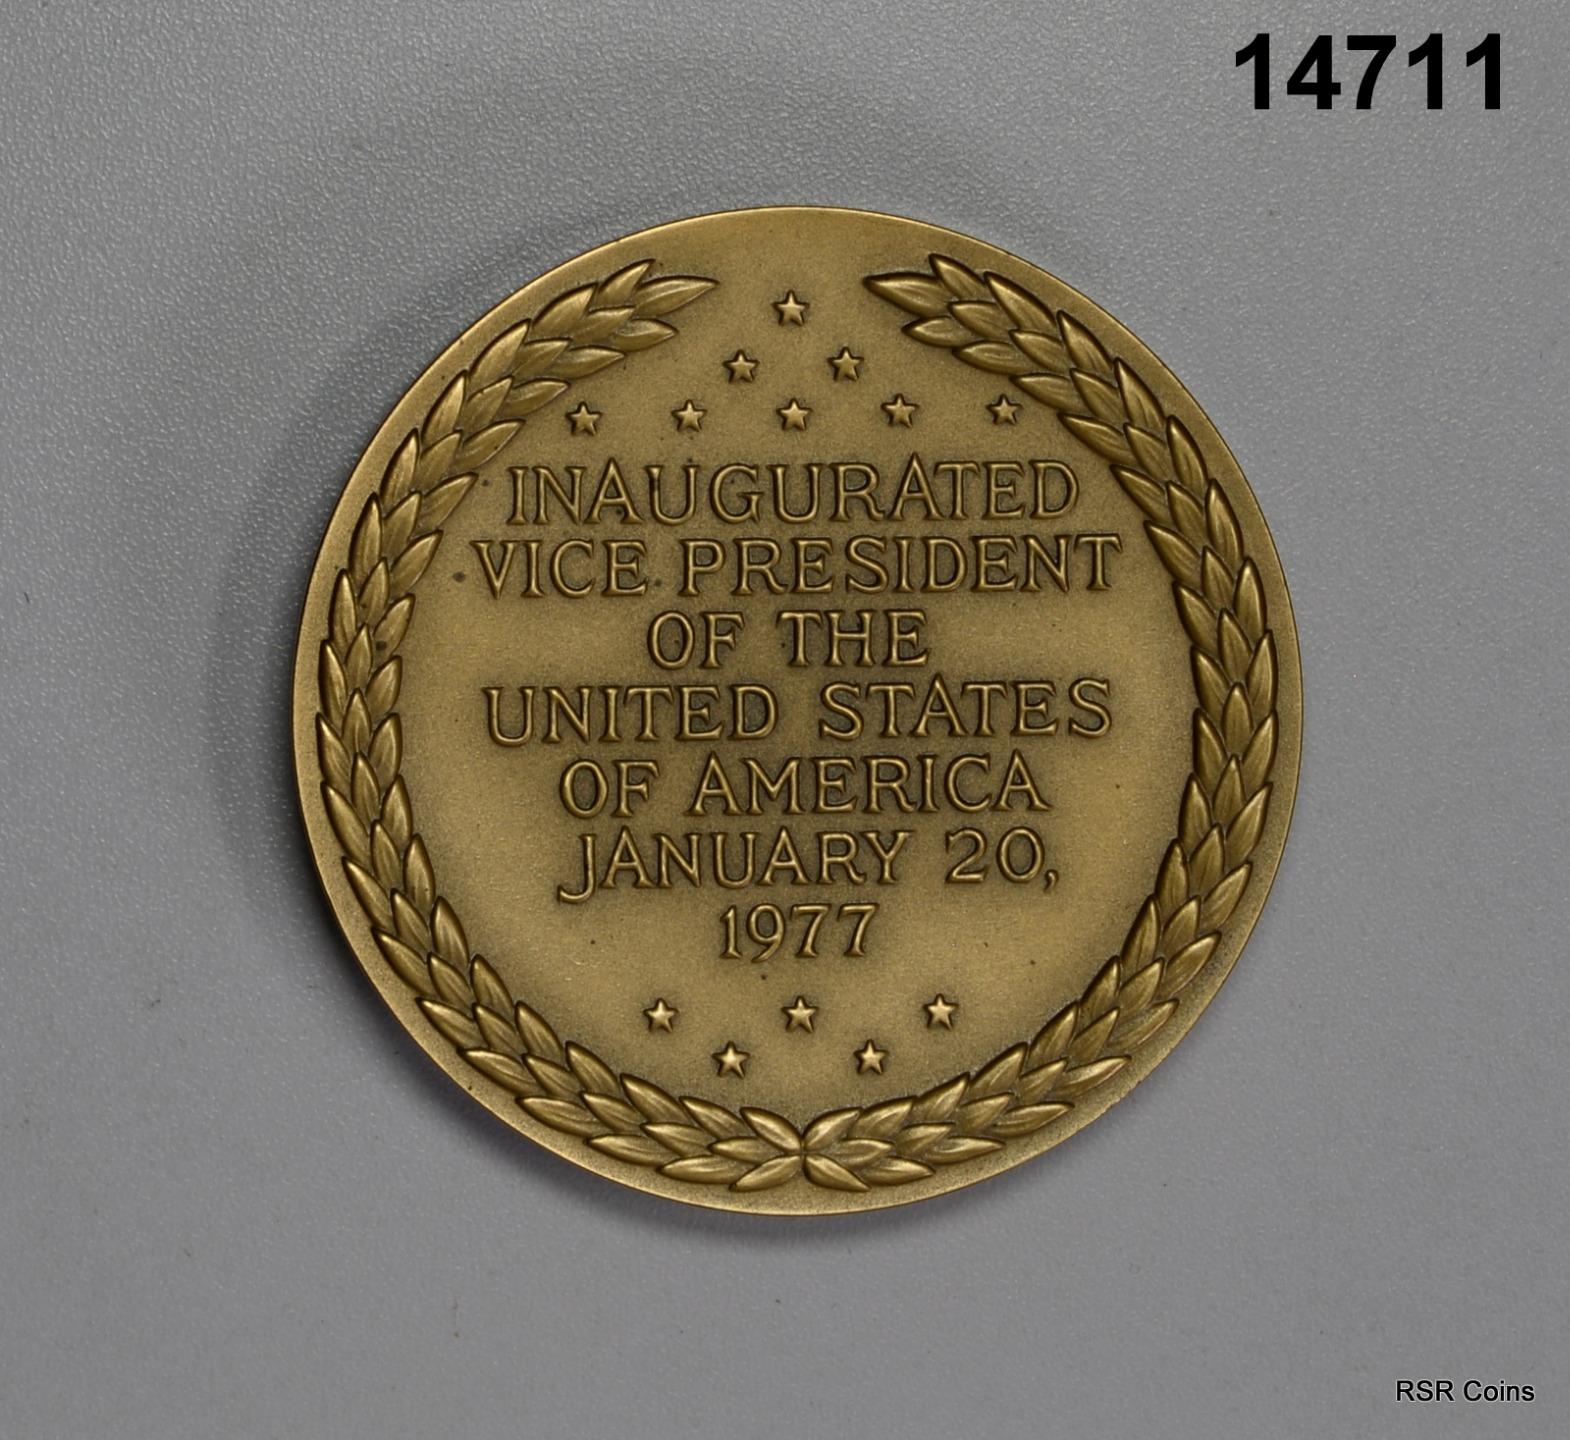 14711
INAUGURATED
VICE PRESIDENT
OF THE
UNITED STATES
OF AMERICA
JANUARY 20,
1977
RSR Coins